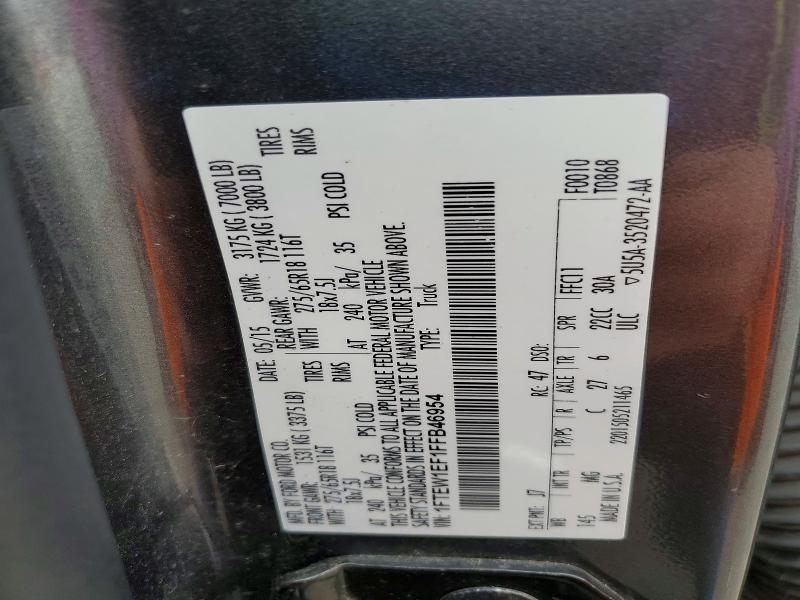 MFD. BY FORD MOTOR CO.
DATE: 05/15 GVWR: 3175 KG ( 7000 LB)
FRONT GAWR: 1531 KG ( 3375 LB) REAR GAWR: 1724 KG ( 3800 LB)
275/65R18 116T TIRES WITH 275/65R18 116T TIRES
18x7.5J RIMS 18x7.5J RIMS
AT 240 kPa/ 35 PSI COLD AT 240 kPa/ 35 PSI COLD
THIS VEHICLE CONFORMS TO ALL APPLICABLE FEDERAL MOTOR VEHICLE
SAFETY STANDARDS IN EFFECT ON THE DATE OF MANUFACTURE SHOWN ABOVE.
VIN: 1FTEW1EF1FFB46954 TYPE: Truck
F0010
T0868
EXT PNT: J7 RC: 47 DSO: FFC11
WB INT TR TP/PS R AXLE TR SPR
145 MG C 27 6 22CC 30A
MADE IN U.S.A. 2201505211465 ULC
▽5U5A-3520472-AA